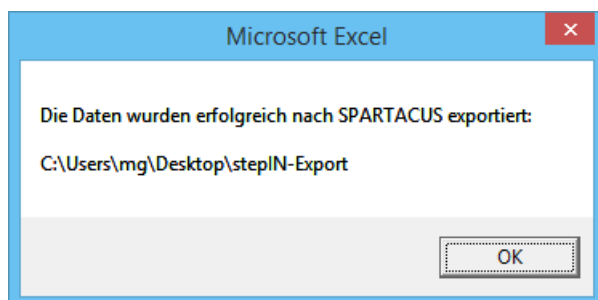 Microsoft Excel
Die Daten wurden erfolgreich nach SPARTACUS exportiert:
C:\Users\mg\Desktop\stepIN-Export
OK